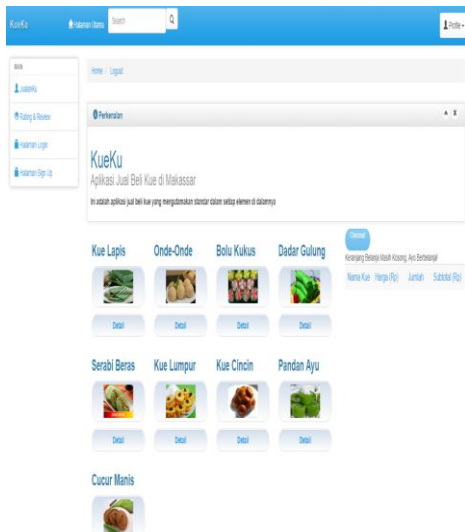 KueKu
Halaman Utama
Search
Profile
Home / Logout
Rating & Review
Halaman Login
Halaman Sign Up
Perkenalan
X
KueKu
Aplikasi Jual Beli Kue di Makassar
Ini adalah aplikasi jual beli kue yang mengutamakan standar dalam setiap elemen di dalamnya
Kue Lapis Onde-Onde Bolu Kukus Dadar Gulung
Detail Detail Detail Detail
Serabi Beras Kue Lumpur Kue Cincin Pandan Ayu
Detail Detail Detail Detail
Cucur Manis
Checkout
Keranjang Belanja Masih Kosong, Ayo Berbelanja!
Nama Kue Harga (Rp) Jumlah Subtotal (Rp)